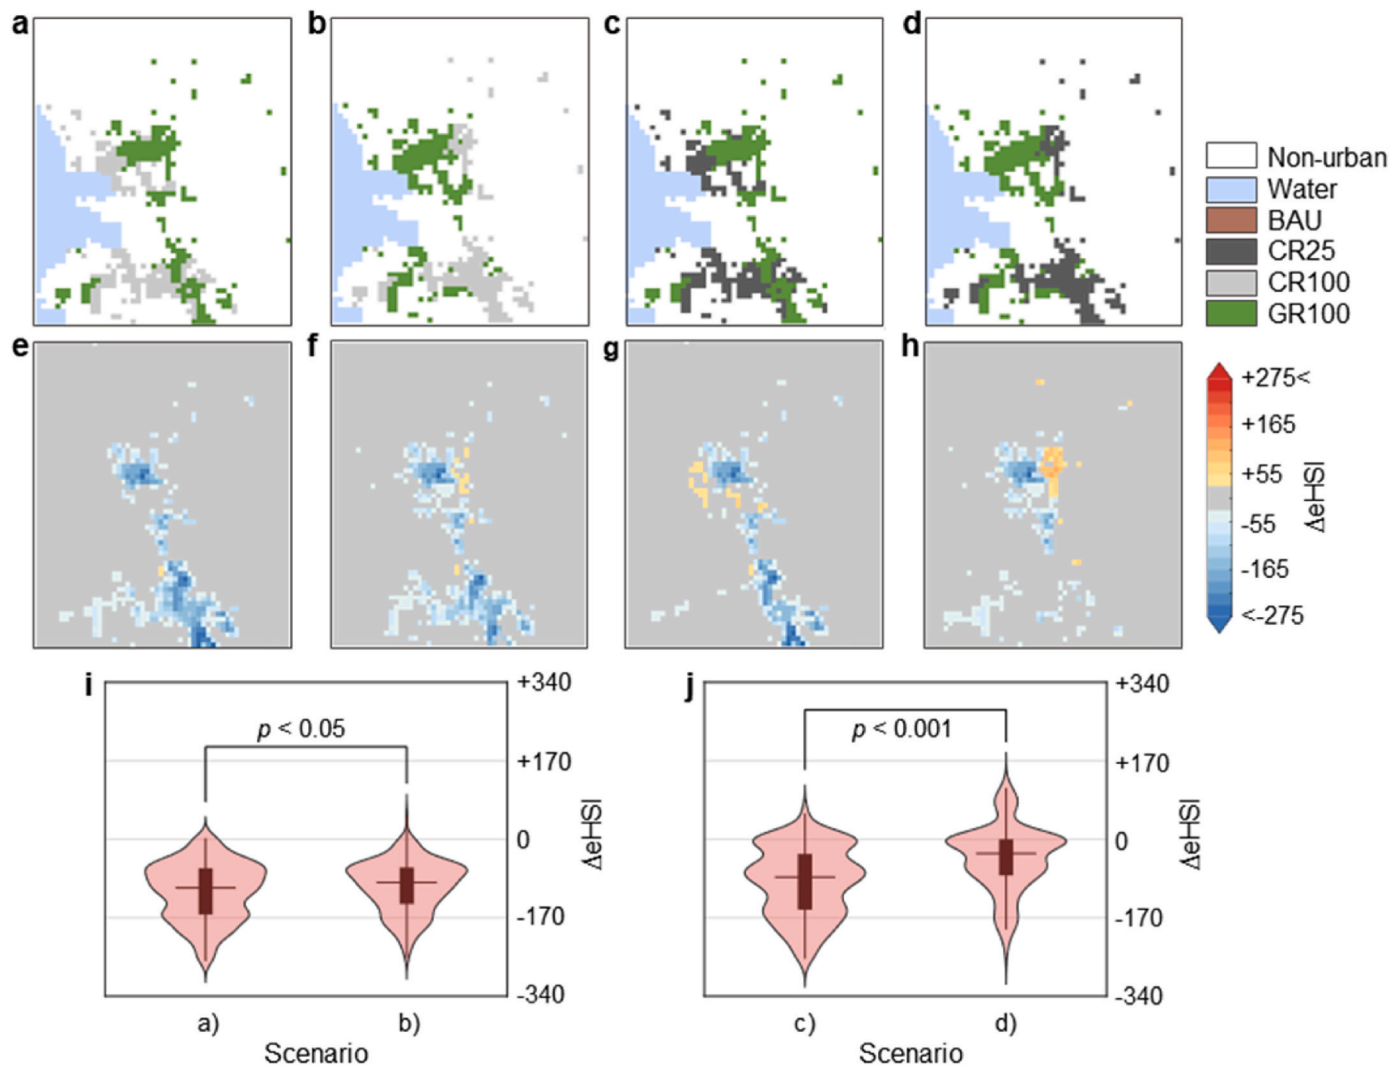 a
b
c
d
Non-urban
Water
BAU
CR25
CR100
GR100
e
f
g
h
+275<
+165
+55
-55
-165
<-275
ΔeHSI
i
+340
p < 0.05
+170
0
-170
-340
ΔeHSI
a)
b)
Scenario
j
+340
p < 0.001
+170
0
-170
-340
ΔeHSI
c)
d)
Scenario